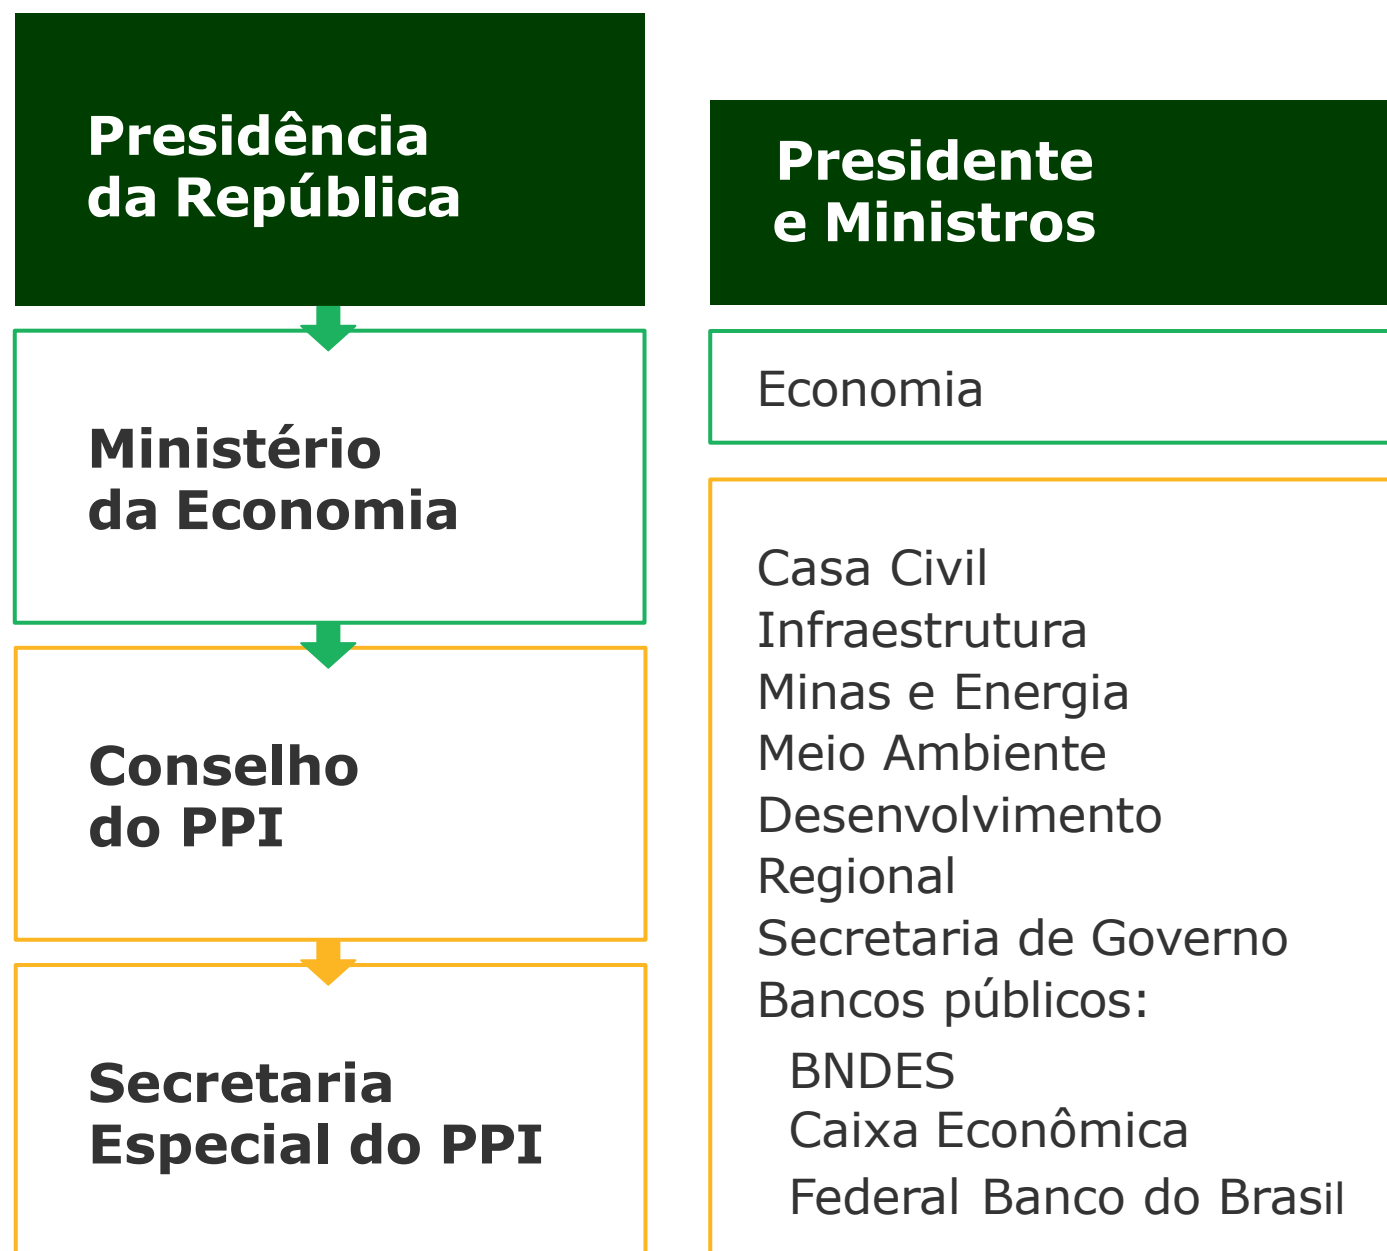 Presidência
da República
Ministério
da Economia
Conselho
do PPI
Secretaria
Especial do PPI
Presidente
e Ministros
Economia
Casa Civil
Infraestrutura
Minas e Energia
Meio Ambiente
Desenvolvimento
Regional
Secretaria de Governo
Bancos públicos:
BNDES
Caixa Econômica
Federal Banco do Brasil